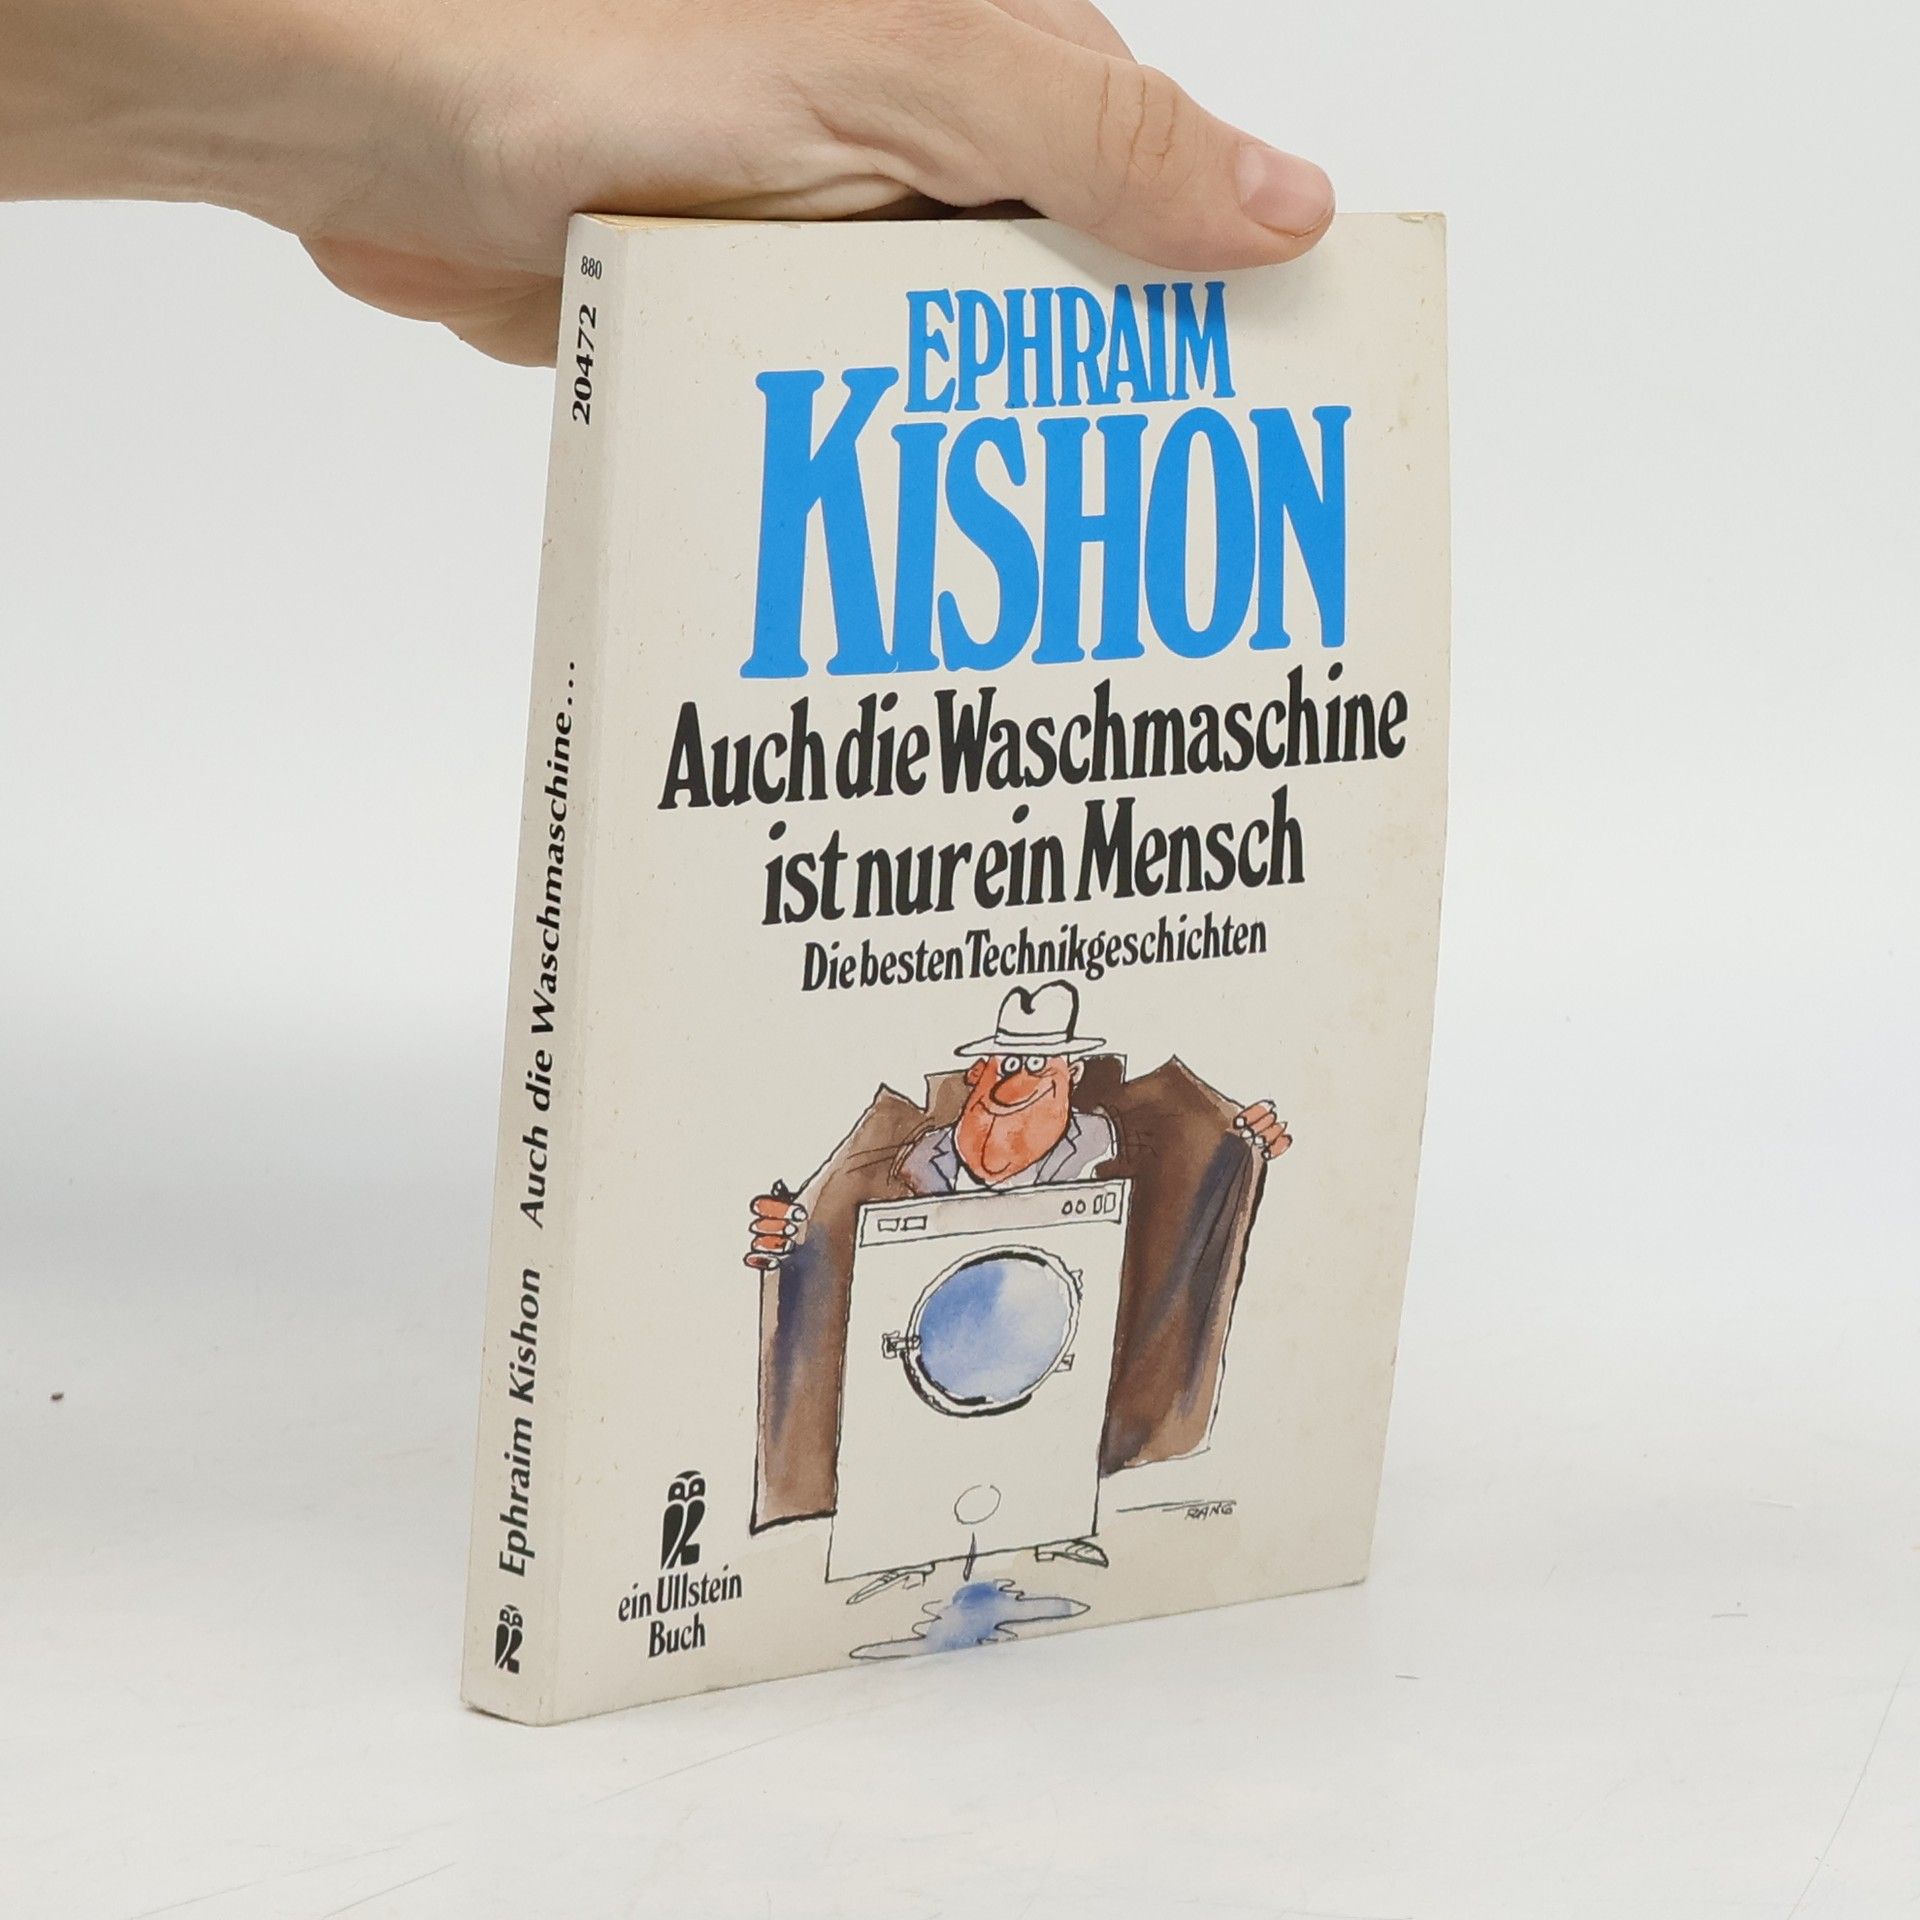 EPHRAIM
KISHON
Auch die Waschmaschine
ist nur ein Mensch
Die besten Technikgeschichten
RANG
ein Ullstein
Buch
880
20472
Ephraim Kishon Auch die Waschmaschine...